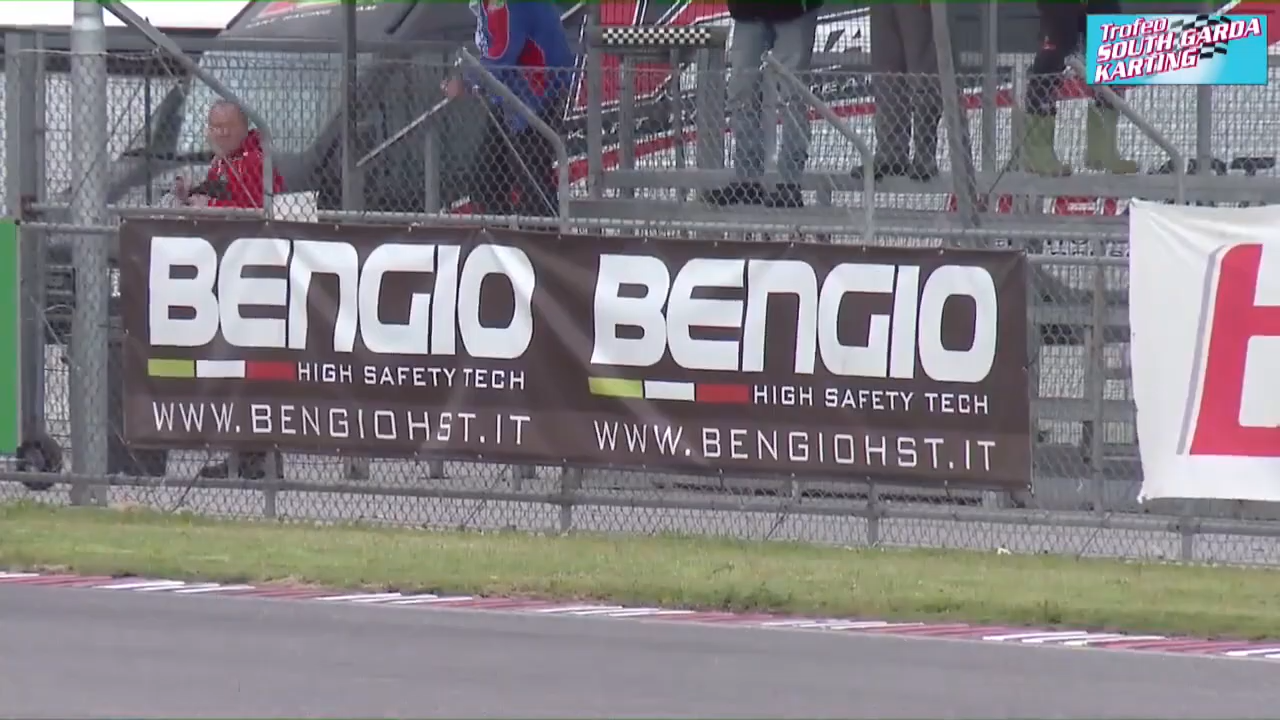 Trofeo
SOUTH GARDA
KARTING
BENGIO
HIGH SAFETY TECH
WWW.BENGIOHST.IT
BENGIO
HIGH SAFETY TECH
WWW.BENGIOHST.IT